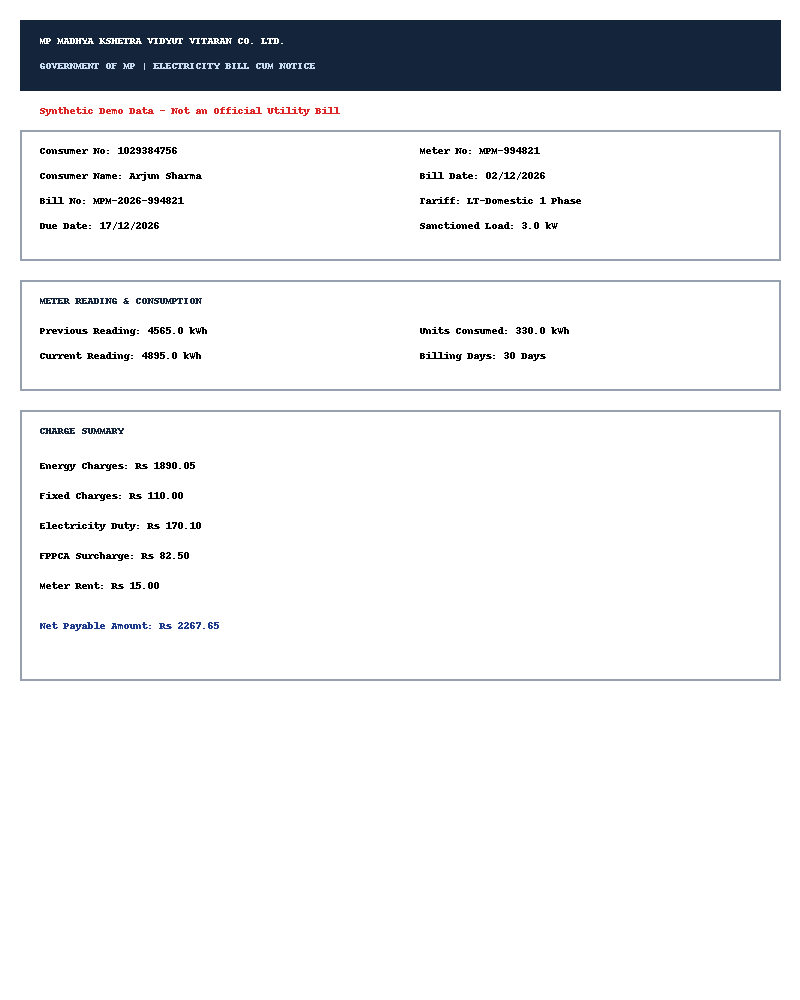 MP MADHYA KSHETRA VIDYUT VITARAN CO. LTD.
GOVERNMENT OF MP | ELECTRICITY BILL CUM NOTICE
Synthetic Demo Data - Not an Official Utility Bill
Consumer No: 1029384756
Meter No: MPM-994821
Consumer Name: Arjun Sharma
Bill Date: 02/12/2026
Bill No: MPM-2026-994821
Tariff: LT-Domestic 1 Phase
Due Date: 17/12/2026
Sanctioned Load: 3.0 kW
METER READING & CONSUMPTION
Previous Reading: 4565.0 kWh
Units Consumed: 330.0 kWh
Current Reading: 4895.0 kWh
Billing Days: 30 Days
CHARGE SUMMARY
Energy Charges: Rs 1890.05
Fixed Charges: Rs 110.00
Electricity Duty: Rs 170.10
FPPCA Surcharge: Rs 82.50
Meter Rent: Rs 15.00
Net Payable Amount: Rs 2267.65